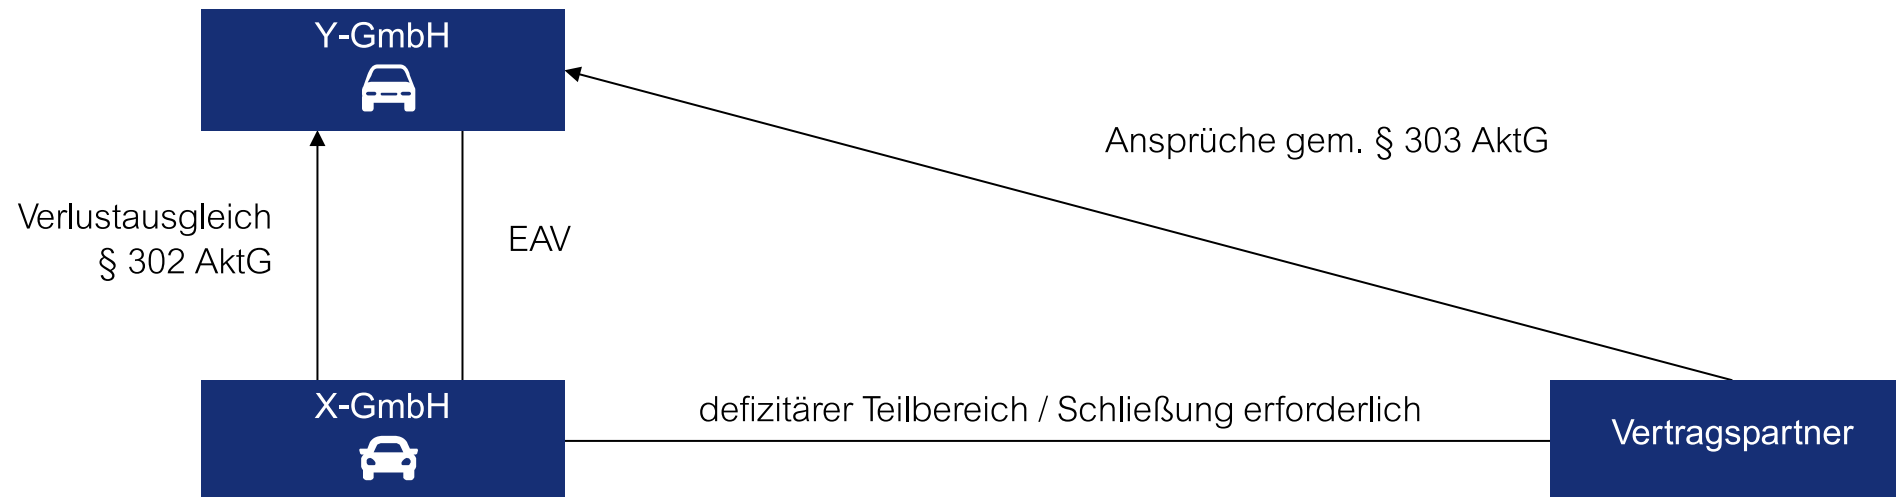 Y-GmbH
Ansprüche gem. § 303 AktG
Verlustausgleich
§ 302 AktG
EAV
X-GmbH
defizitärer Teilbereich / Schließung erforderlich
Vertragspartner